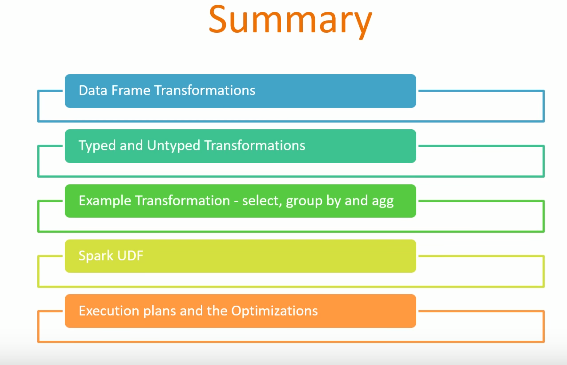 Summary
Data Frame Transformations
Typed and Untyped Transformations
Example Transformation - select, group by and agg
Spark UDF
Execution plans and the Optimizations